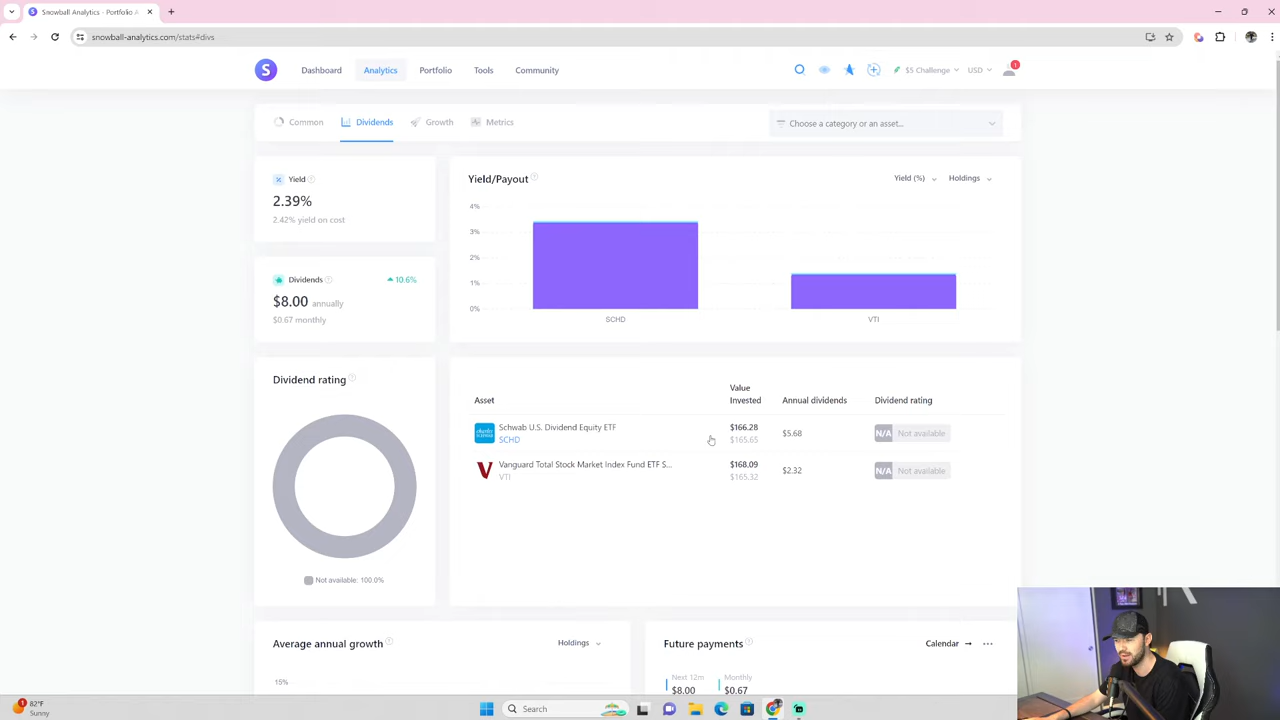 Snowball Analytics - Portfolio A
snowball-analytics.com/stats#divs
S
Dashboard
Analytics
Portfolio
Tools
Community
$5 Challenge
USD
1
Common
Dividends
Growth
Metrics
Choose a category or an asset...
Yield
2.39%
2.42% yield on cost
Yield/Payout
Yield (%)
Holdings
4%
3%
2%
1%
0%
SCHD
VTI
Dividends
10.6%
$8.00 annually
$0.67 monthly
Dividend rating
Not available: 100.0%
Asset
Value
Invested
Annual dividends
Dividend rating
Schwab U.S. Dividend Equity ETF
SCHD
$166.28
$165.65
$5.68
N/A Not available
Vanguard Total Stock Market Index Fund ETF S...
VTI
$168.09
$165.32
$2.32
N/A Not available
Average annual growth
Holdings
15%
Future payments
Calendar
Next 12m
$8.00
Monthly
$0.67
1
82°F
Sunny
Search